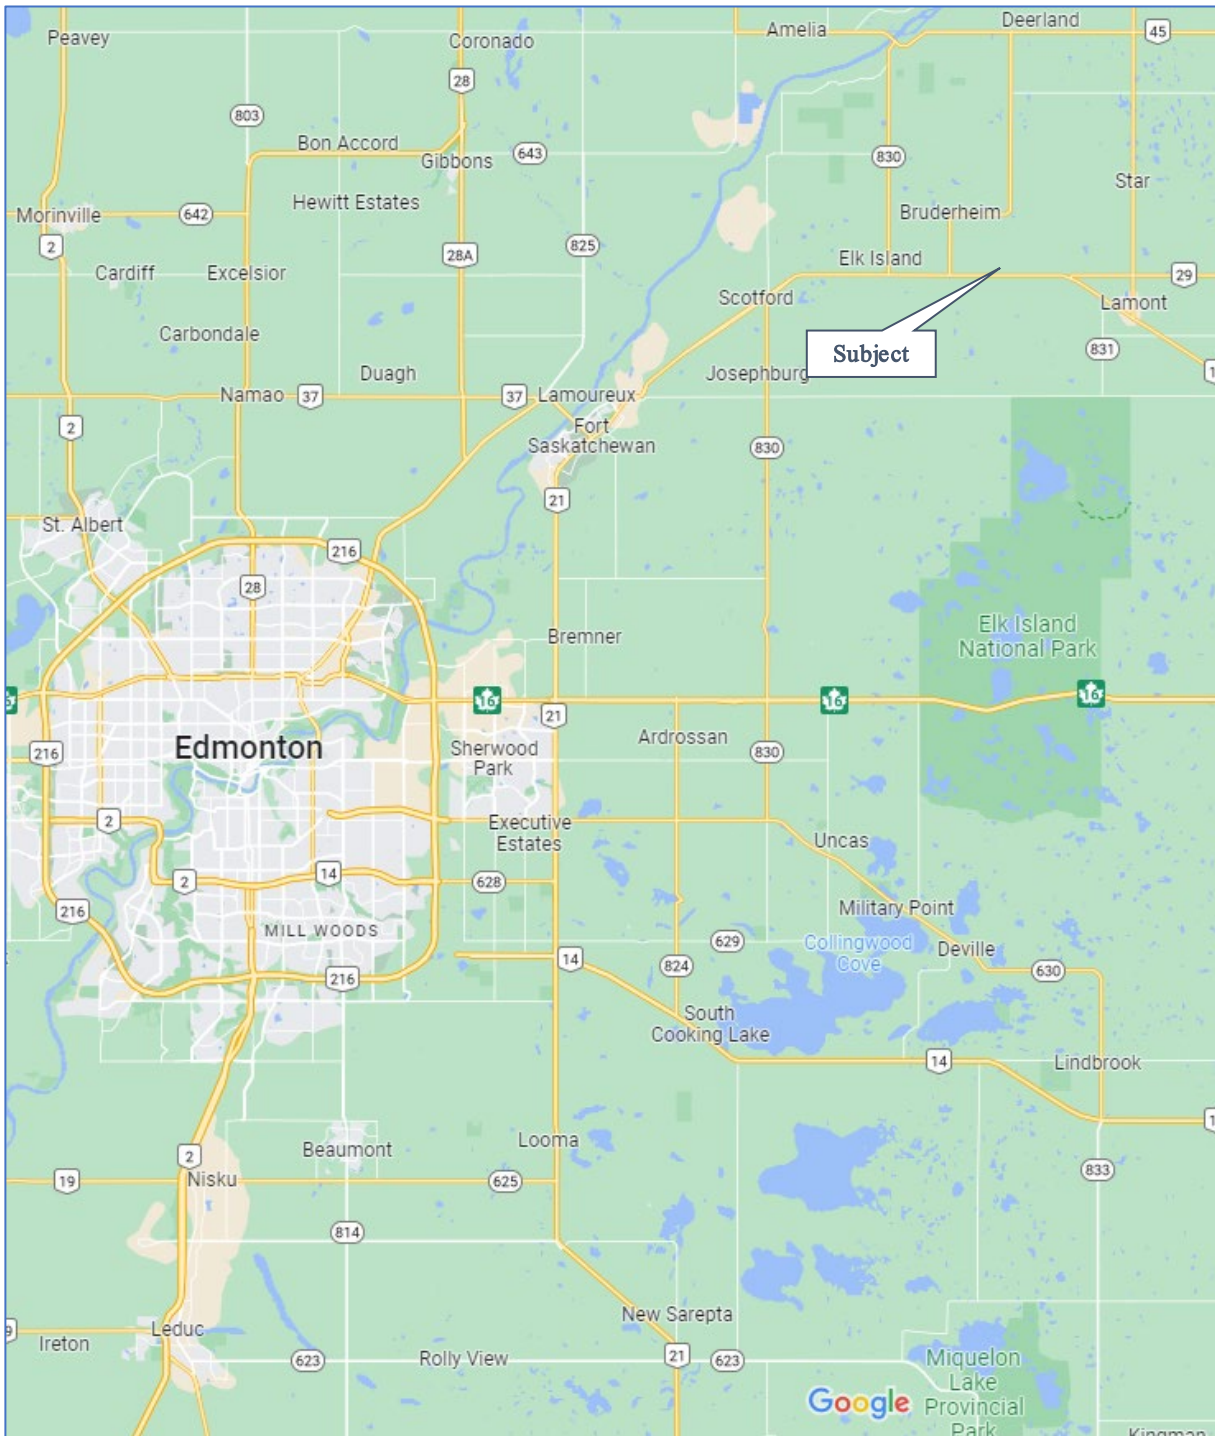 Deerland
Amelia
45
Peavey
Coronado
28
803
Bon Accord
Gibbons
643
830
Star
Hewitt Estates
Morinville
642
Bruderheim
2
28A
825
Elk Island
Cardiff
Excelsior
29
Scotford
Lamont
Carbondale
Subject
831
Duagh
Josephburg
Namao
37
37
Lamoureux
2
Fort
Saskatchewan
830
21
St. Albert
216
28
Elk Island
National Park
Bremner
16
16
16
21
Edmonton
Sherwood
Park
Ardrossan
830
216
2
Executive
Estates
Uncas
14
2
628
216
MILL WOODS
Military Point
629
Collingwood
Cove
Deville
14
824
630
216
South
Cooking Lake
14
Lindbrook
Looma
Beaumont
2
833
19
Nisku
625
814
New Sarepta
Leduc
Ireton
623
Rolly View
21
623
Miquelon
Lake
Provincial
Park
Google
Kingman